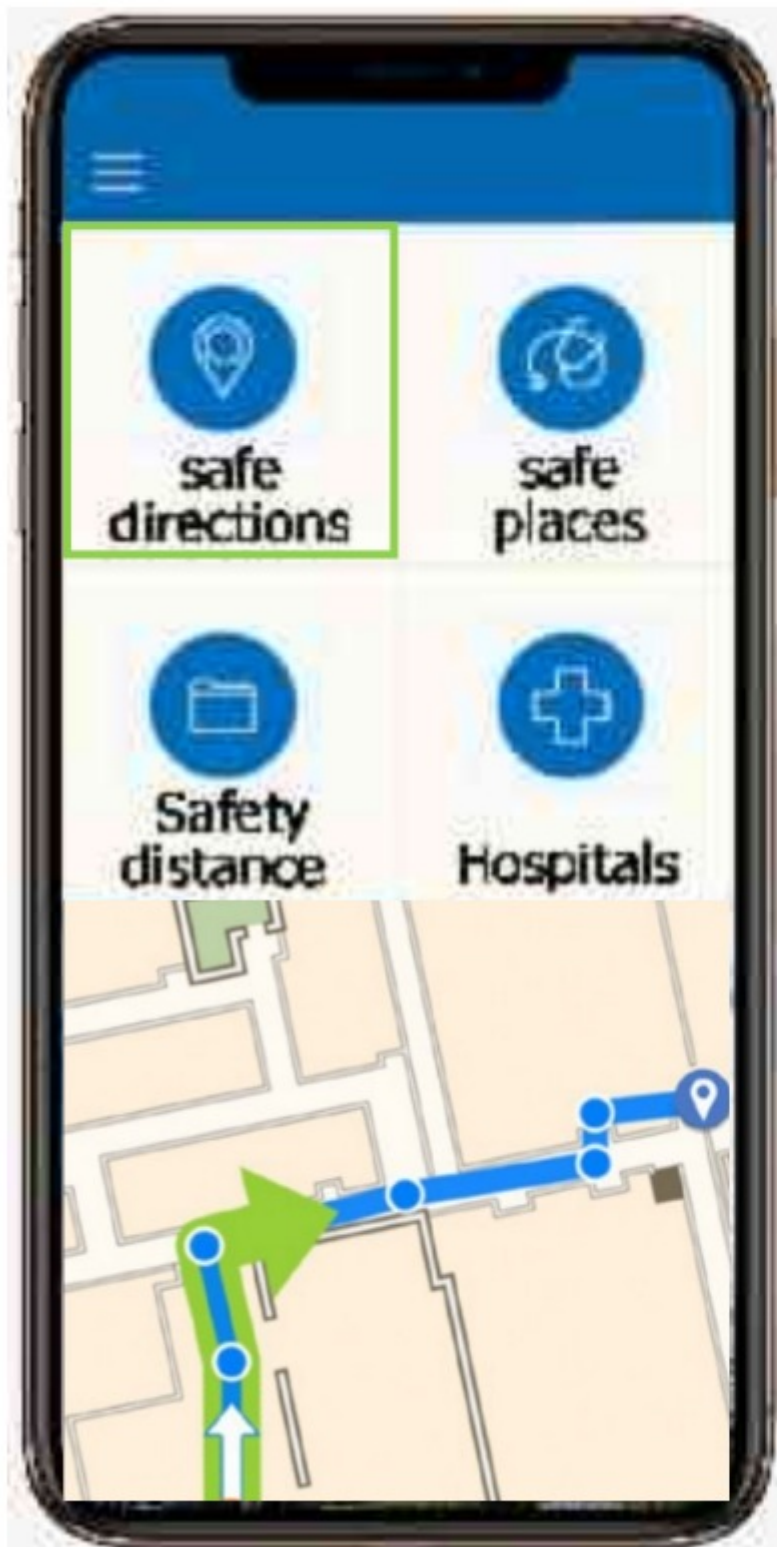 safe
directions
safe
places
Safety
distance
Hospitals